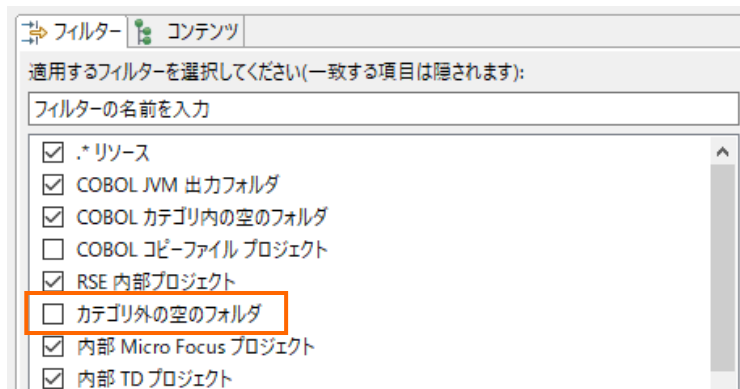 フィルター コンテンツ
適用するフィルターを選択してください(一致する項目は隠されます):
フィルターの名前を入力
.* リソース
COBOL JVM 出力フォルダ
COBOL カテゴリ内の空のフォルダ
COBOL コピーファイル プロジェクト
RSE 内部プロジェクト
カテゴリ外の空のフォルダ
内部 Micro Focus プロジェクト
内部 TD プロジェクト